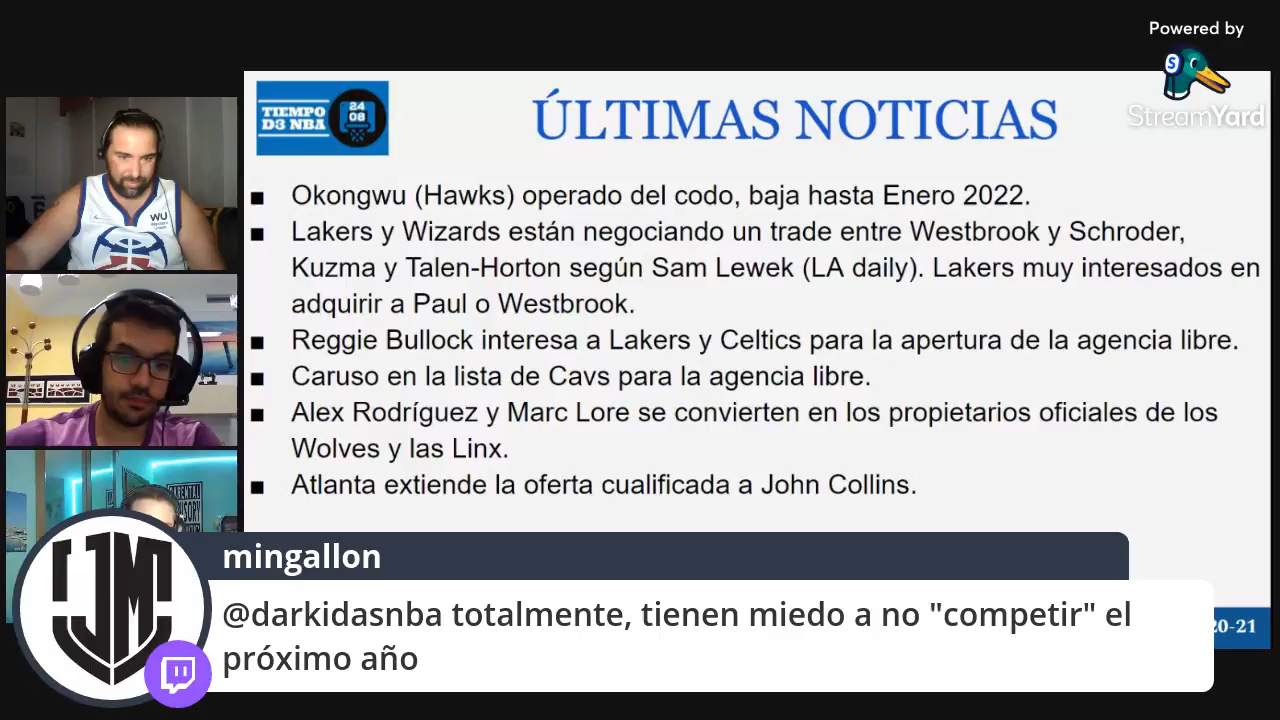 Powered by
StreamYard
TIEMPO
D3 NBA
24
08
ÚLTIMAS NOTICIAS
Okongwu (Hawks) operado del codo, baja hasta Enero 2022.
Lakers y Wizards están negociando un trade entre Westbrook y Schroder,
Kuzma y Talen-Horton según Sam Lewek (LA daily). Lakers muy interesados en
adquirir a Paul o Westbrook.
Reggie Bullock interesa a Lakers y Celtics para la apertura de la agencia libre.
Caruso en la lista de Cavs para la agencia libre.
Alex Rodríguez y Marc Lore se convierten en los propietarios oficiales de los
Wolves y las Linx.
Atlanta extiende la oferta cualificada a John Collins.
WU
20-21
JM
mingallon
@darkidasnba totalmente, tienen miedo a no "competir" el
próximo año